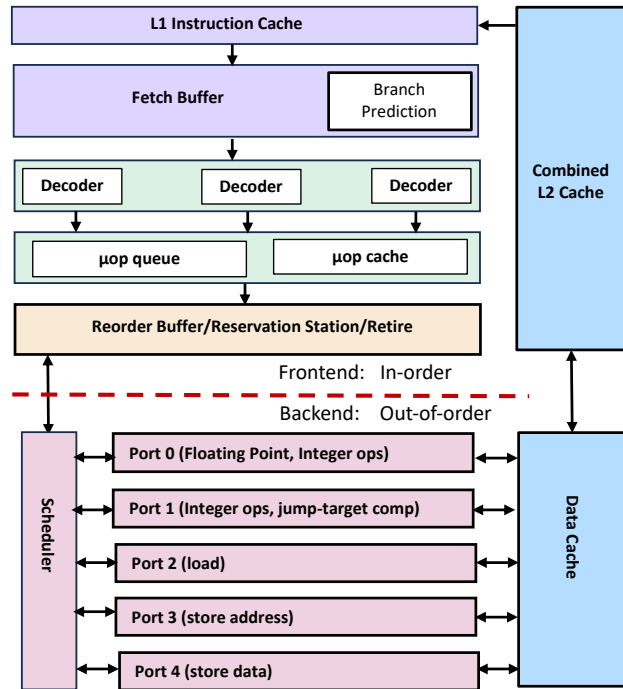 L1 Instruction Cache
Fetch Buffer
Branch
Prediction
Combined
L2 Cache
Decoder
Decoder
Decoder
μop queue
μop cache
Reorder Buffer/Reservation Station/Retire
Frontend: In-order
Backend: Out-of-order
Scheduler
Port 0 (Floating Point, Integer ops)
Port 1 (Integer ops, jump-target comp)
Port 2 (load)
Port 3 (store address)
Port 4 (store data)
Data Cache